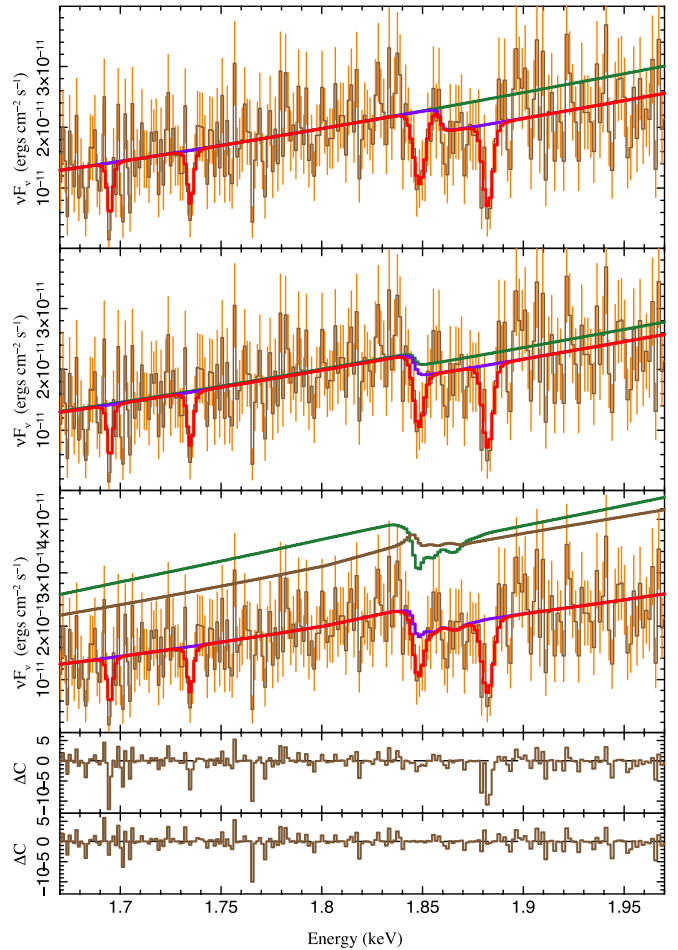 νFᵥ (ergs cm⁻² s⁻¹)
10⁻¹¹ 2×10⁻¹¹ 3×10⁻¹¹
νFᵥ (ergs cm⁻² s⁻¹)
10⁻¹¹ 2×10⁻¹¹ 3×10⁻¹¹
νFᵥ (ergs cm⁻² s⁻¹)
10⁻¹¹ 2×10⁻¹¹ 3×10⁻¹¹ 4×10⁻¹¹
ΔC
−10 −5 0 5
ΔC
−10 −5 0 5
1.7 1.75 1.8 1.85 1.9 1.95
Energy (keV)